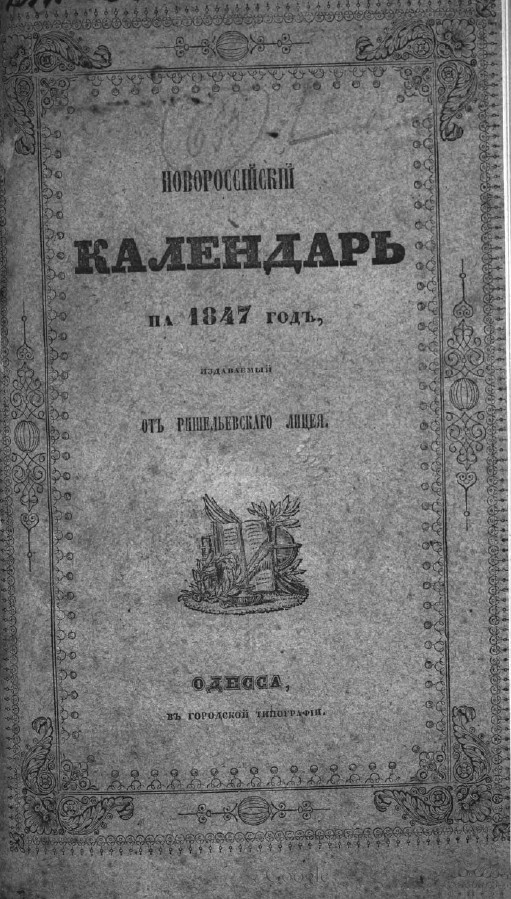 НОВОРОССІЙСКІЙ
КАЛЕНДАРЬ
НА 1847 ГОДЪ,
ИЗДАВАЕМЫЙ
ОТЪ РИШЕЛЬЕВСКАГО ЛИЦЕЯ.
ОДЕССА,
ВЪ ГОРОДСКОЙ ТИПОГРАФІИ.